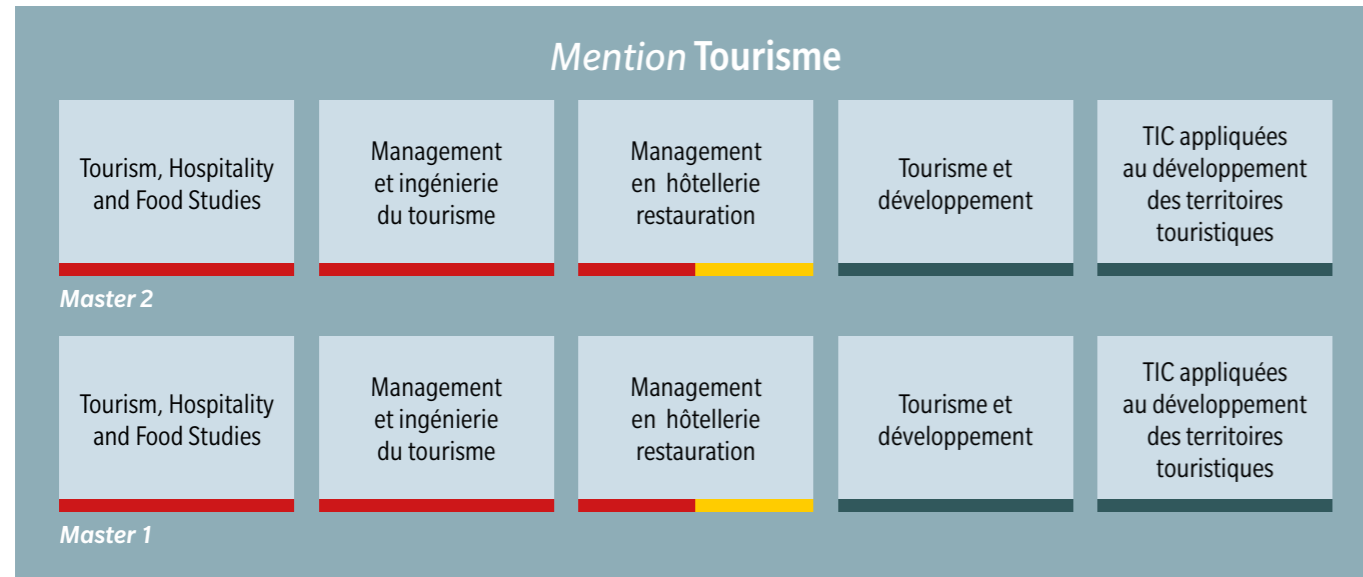 Mention Tourisme
Tourism, Hospitality
and Food Studies
Management
et ingénierie
du tourisme
Management
en hôtellerie
restauration
Tourisme et
développement
TIC appliquées
au développement
des territoires
touristiques
Master 2
Tourism, Hospitality
and Food Studies
Management
et ingénierie
du tourisme
Management
en hôtellerie
restauration
Tourisme et
développement
TIC appliquées
au développement
des territoires
touristiques
Master 1